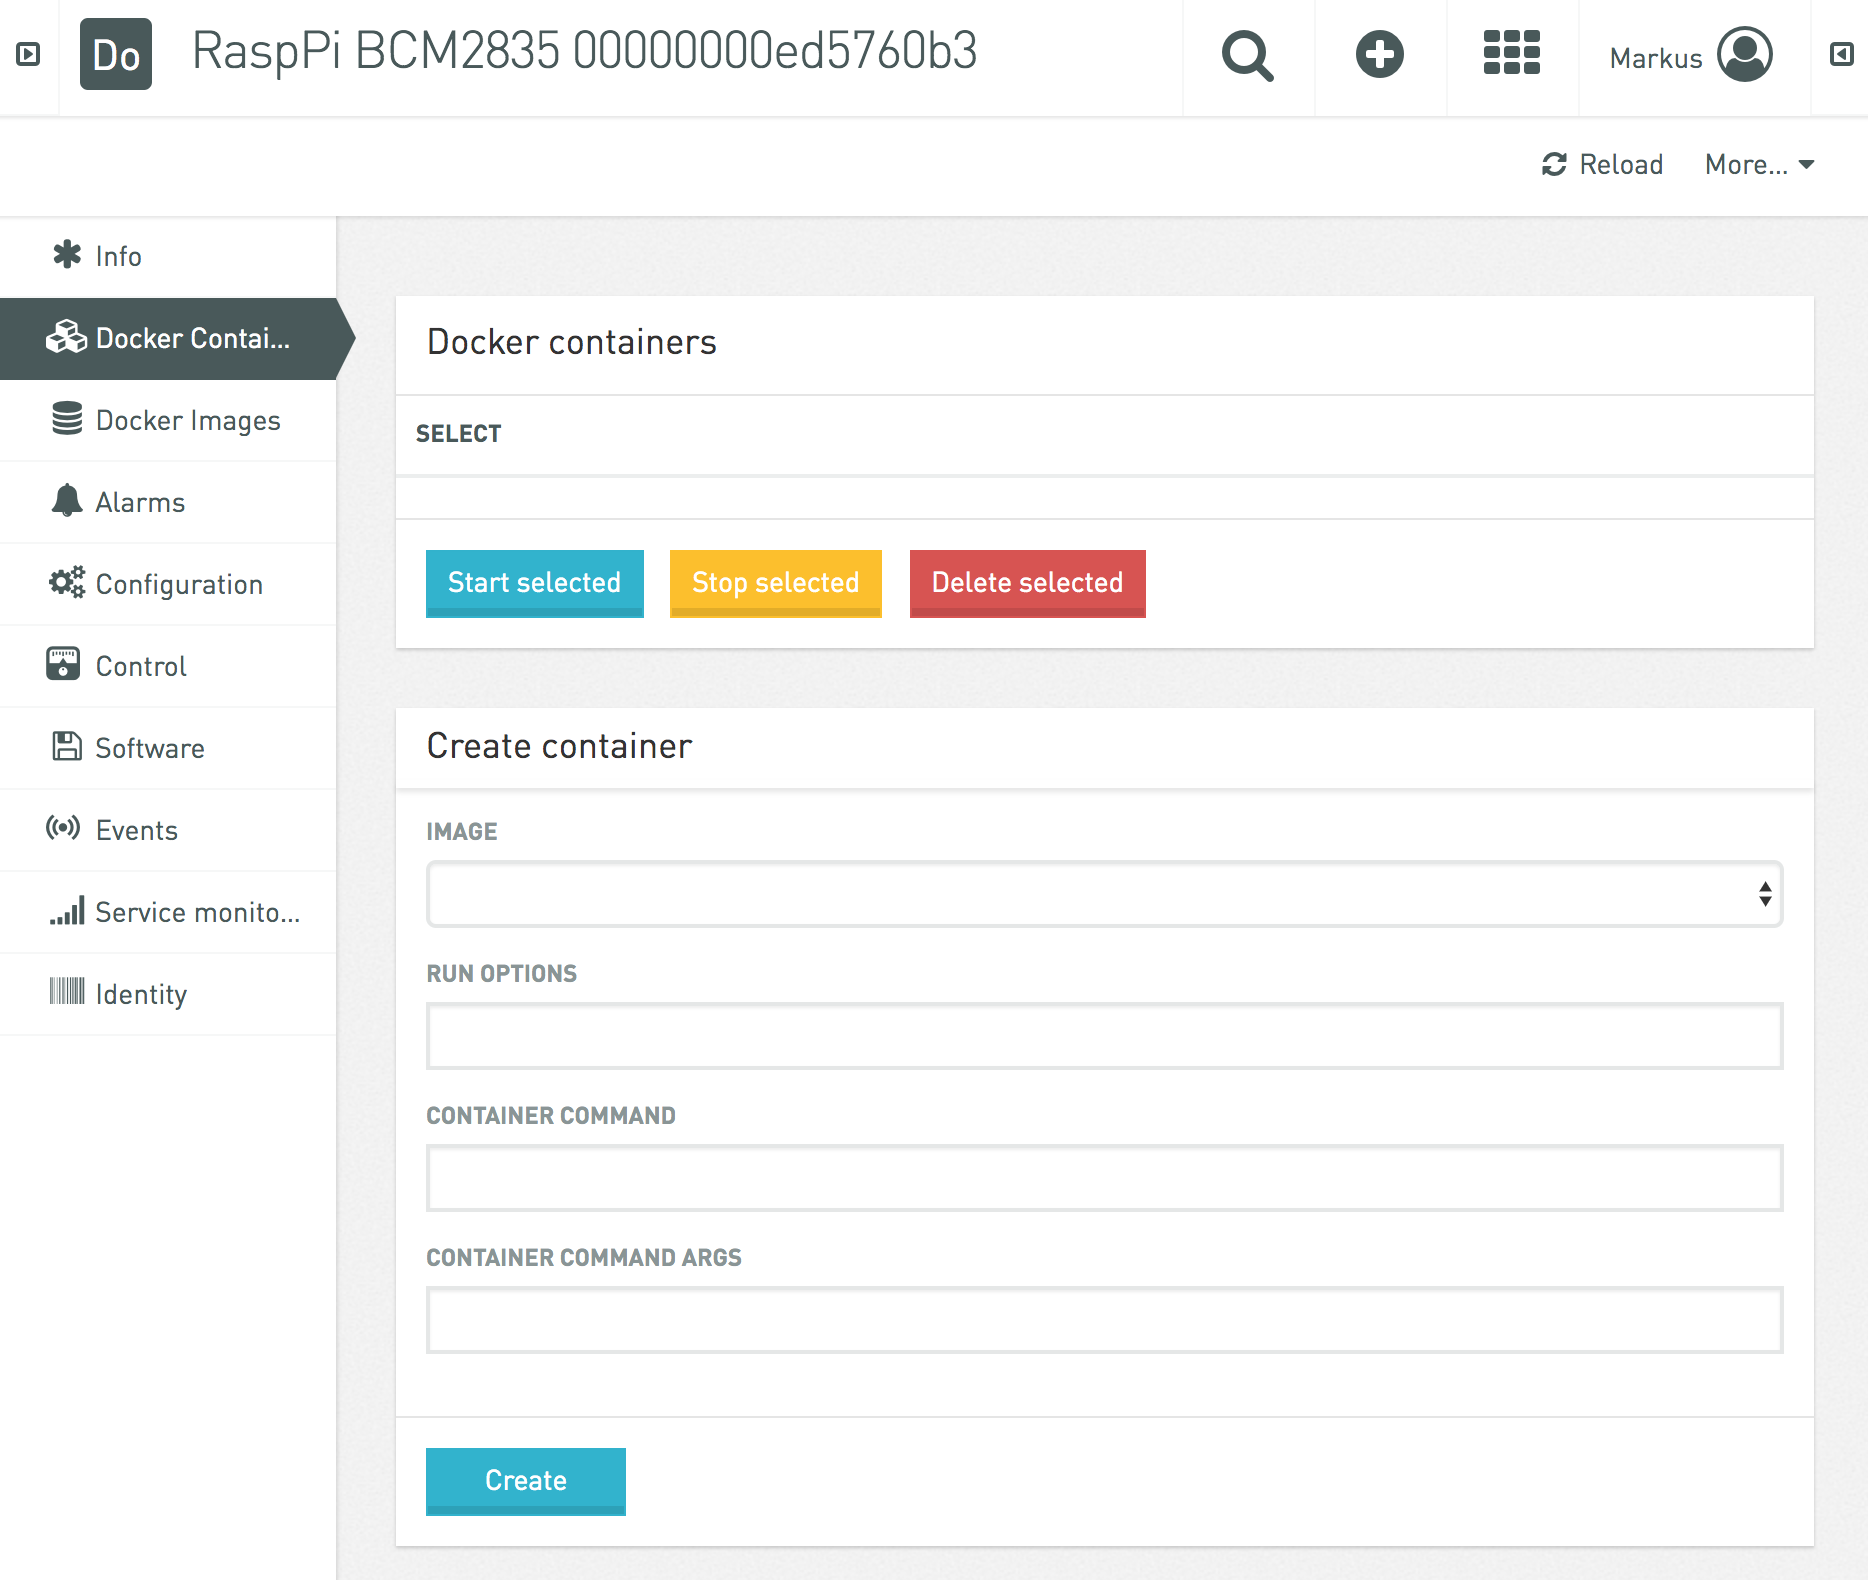 Do
RaspPi BCM2835 00000000ed5760b3
Markus
Reload
More...
Info
Docker Contai...
Docker Images
Alarms
Configuration
Control
Software
Events
Service monito...
Identity
Docker containers
SELECT
Start selected
Stop selected
Delete selected
Create container
IMAGE
RUN OPTIONS
CONTAINER COMMAND
CONTAINER COMMAND ARGS
Create